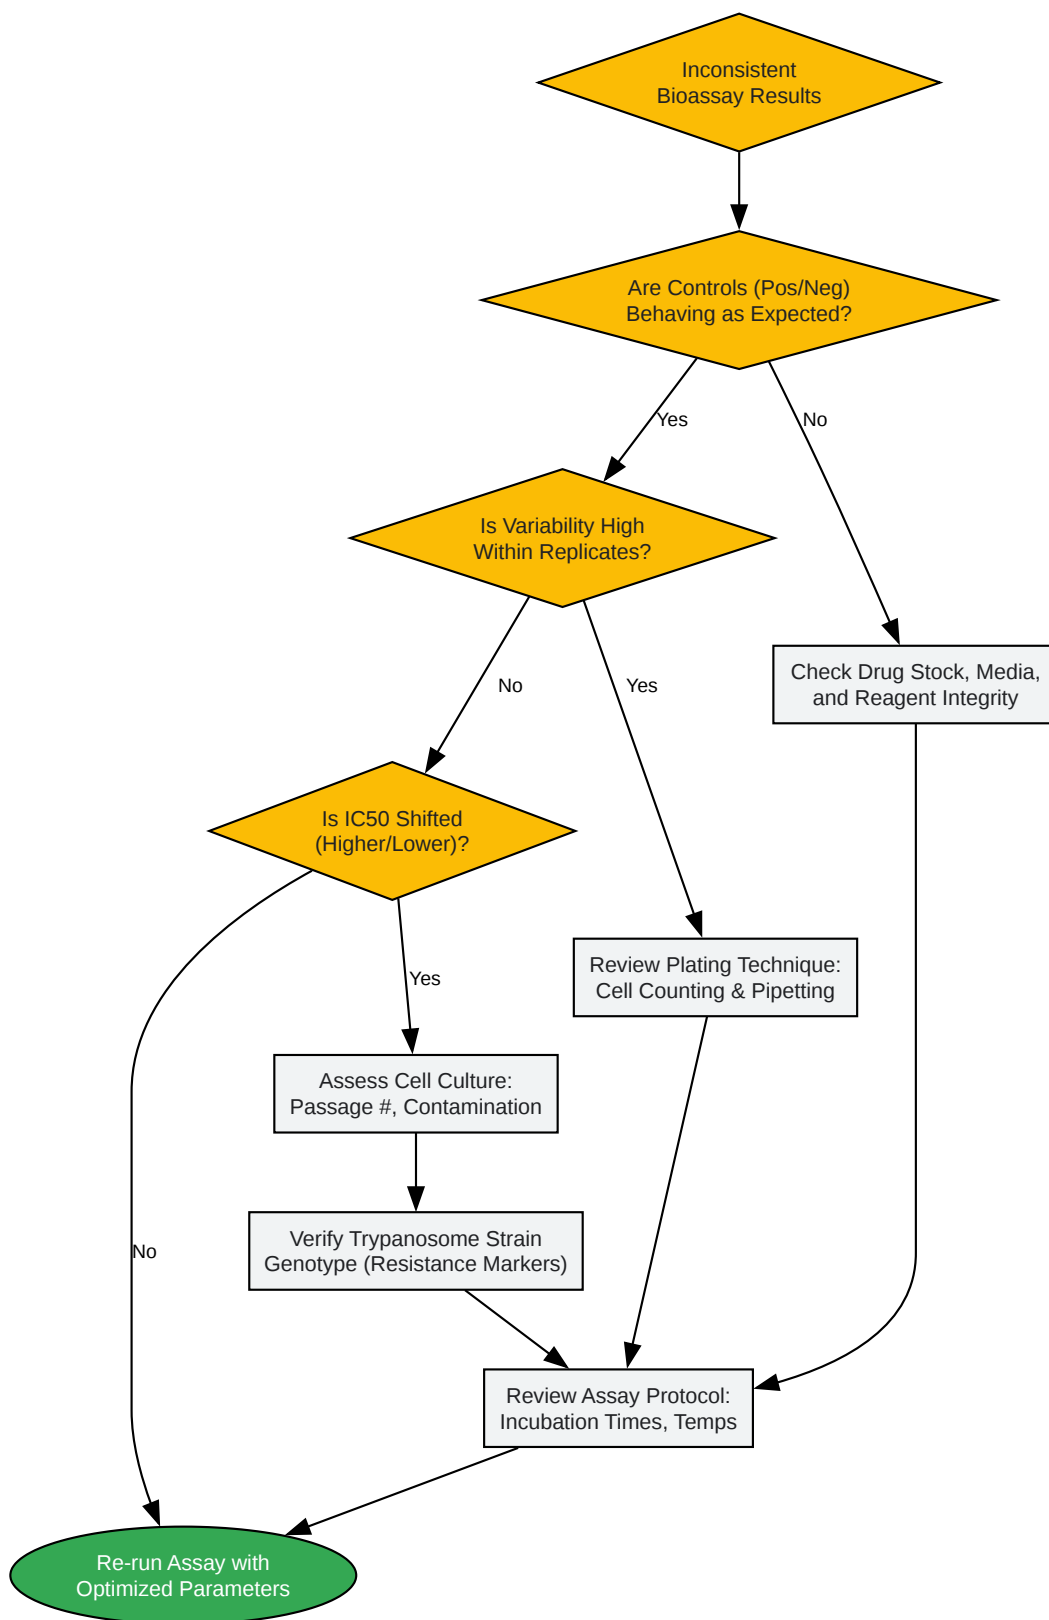 Inconsistent
Bioassay Results
Are Controls (Pos/Neg)
Behaving as Expected?
Yes
No
Is Variability High
Within Replicates?
No
Yes
Check Drug Stock, Media,
and Reagent Integrity
Is IC50 Shifted
(Higher/Lower)?
Yes
Review Plating Technique:
Cell Counting & Pipetting
Assess Cell Culture:
Passage #, Contamination
No
Verify Trypanosome Strain
Genotype (Resistance Markers)
Review Assay Protocol:
Incubation Times, Temps
Re-run Assay with
Optimized Parameters